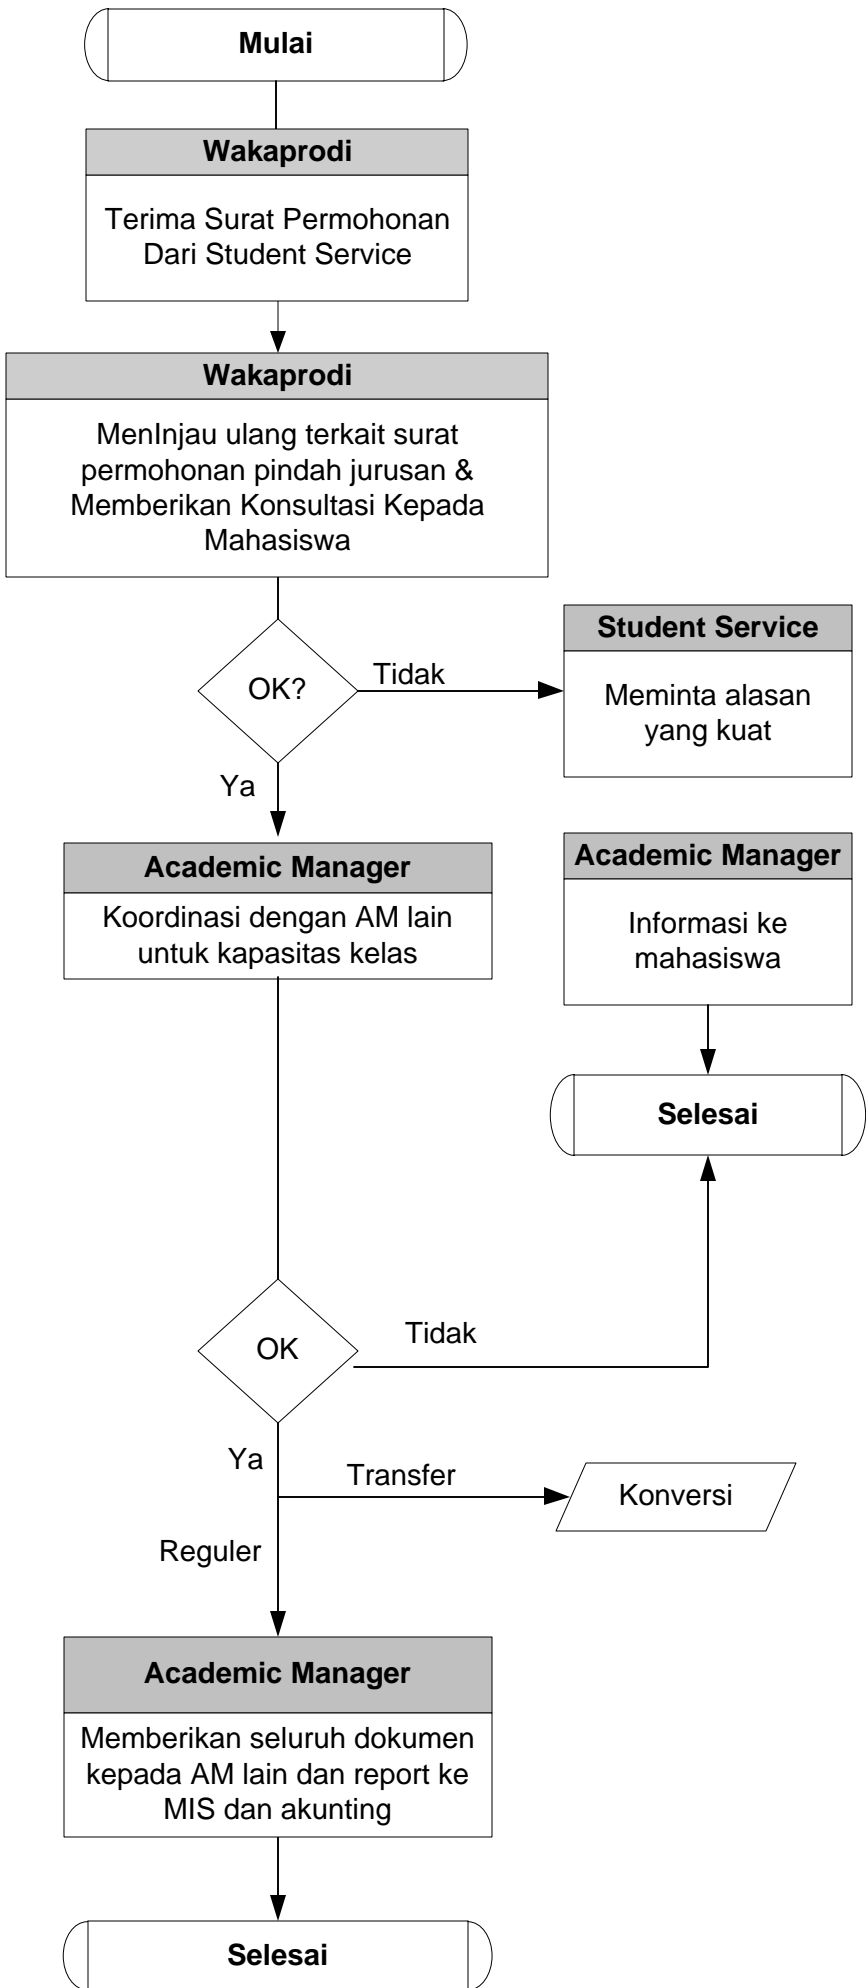 Mulai
Wakaprodi
Terima Surat Permohonan
Dari Student Service
Wakaprodi
MenInjau ulang terkait surat
permohonan pindah jurusan &
Memberikan Konsultasi Kepada
Mahasiswa
OK?
Tidak
Student Service
Meminta alasan
yang kuat
Ya
Academic Manager
Koordinasi dengan AM lain
untuk kapasitas kelas
Academic Manager
Informasi ke
mahasiswa
Selesai
OK
Tidak
Ya
Transfer
Konversi
Reguler
Academic Manager
Memberikan seluruh dokumen
kepada AM lain dan report ke
MIS dan akunting
Selesai